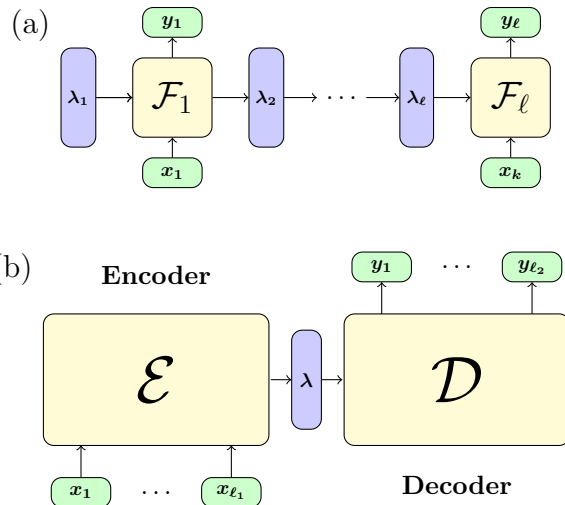 (a)
y₁ yℓ
λ₁ ℱ₁ λ₂ ··· λℓ ℱℓ
x₁ xₖ
(b)
Encoder
y₁ ··· yℓ₂
ℰ λ 𝒟
x₁ ··· xℓ₁
Decoder